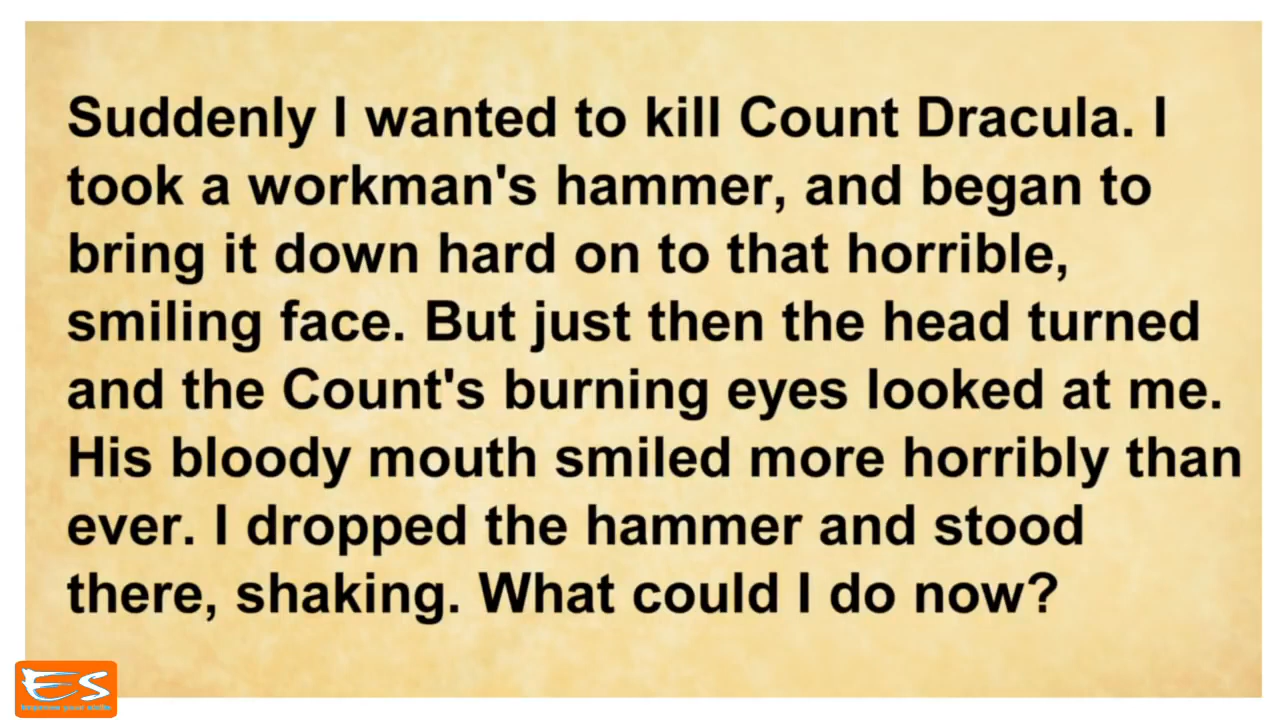 Suddenly I wanted to kill Count Dracula. I
took a workman's hammer, and began to
bring it down hard on to that horrible,
smiling face. But just then the head turned
and the Count's burning eyes looked at me.
His bloody mouth smiled more horribly than
ever. I dropped the hammer and stood
there, shaking. What could I do now?
ES